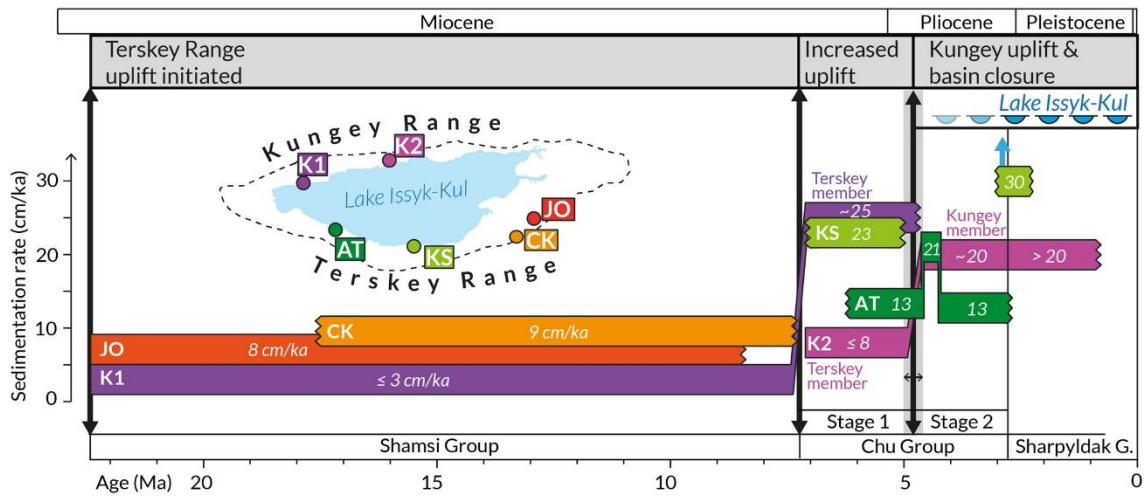 Miocene
Pliocene
Pleistocene
Terskey Range
uplift initiated
Increased
uplift
Kungey uplift &
basin closure
Lake Issyk-Kul
Kungey Range
K1
K2
Lake Issyk-Kul
JO
CK
AT
KS
Terskey Range
Sedimentation rate (cm/ka)
30
20
10
0
Terskey
member
~25
KS 23
30
Kungey
member
21
~20
> 20
AT 13
13
CK
9 cm/ka
JO
8 cm/ka
K1
≤ 3 cm/ka
K2 ≤ 8
Terskey
member
Stage 1
Stage 2
Shamsi Group
Chu Group
Sharpyldak G.
Age (Ma)
20
15
10
5
0